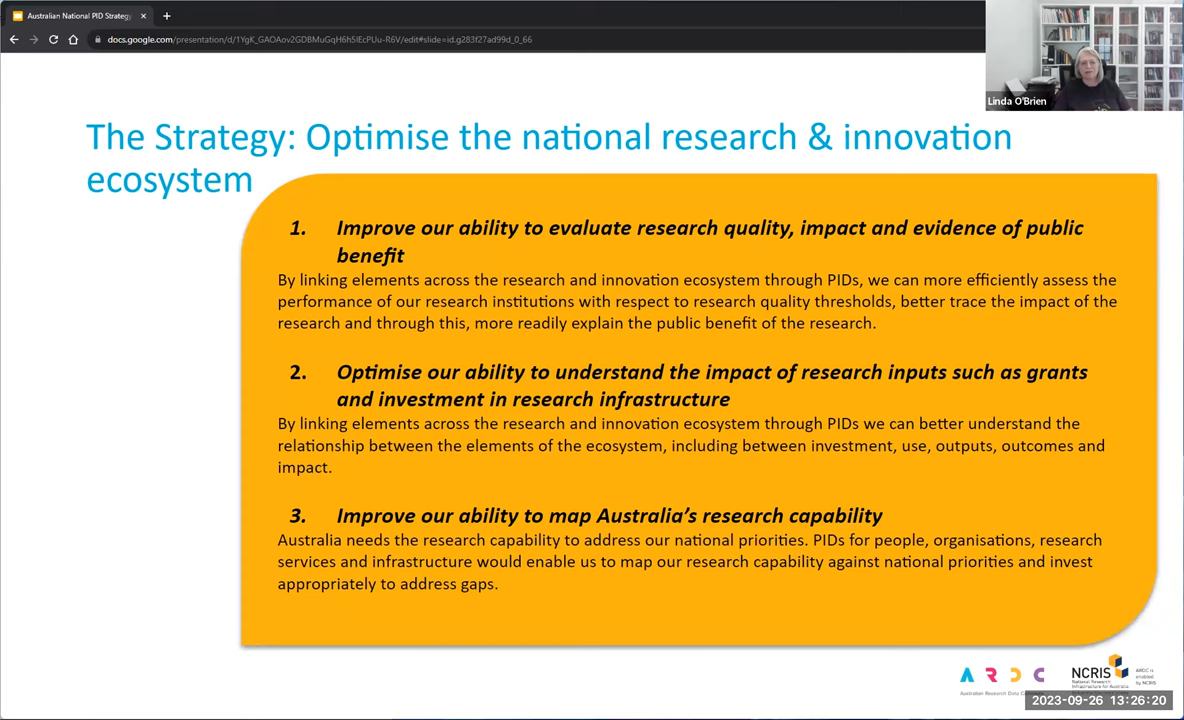 Australian National PID Strategy
docs.google.com/presentation/d/1YgK_GAOAov2GDBMuGqH6h5IEcPUu-R6V/edit#slide=id.g283f27ad99d_0_66
Linda O'Brien
The Strategy: Optimise the national research & innovation
ecosystem
1. Improve our ability to evaluate research quality, impact and evidence of public
benefit
By linking elements across the research and innovation ecosystem through PIDs, we can more efficiently assess the
performance of our research institutions with respect to research quality thresholds, better trace the impact of the
research and through this, more readily explain the public benefit of the research.
2. Optimise our ability to understand the impact of research inputs such as grants
and investment in research infrastructure
By linking elements across the research and innovation ecosystem through PIDs we can better understand the
relationship between the elements of the ecosystem, including between investment, use, outputs, outcomes and
impact.
3. Improve our ability to map Australia’s research capability
Australia needs the research capability to address our national priorities. PIDs for people, organisations, research
services and infrastructure would enable us to map our research capability against national priorities and invest
appropriately to address gaps.
ARDC
Australian Research Data
NCRIS
National Research
Infrastructure for Australia
ARDC is
enabled
by NCRIS
2023-09-26 13:26:20